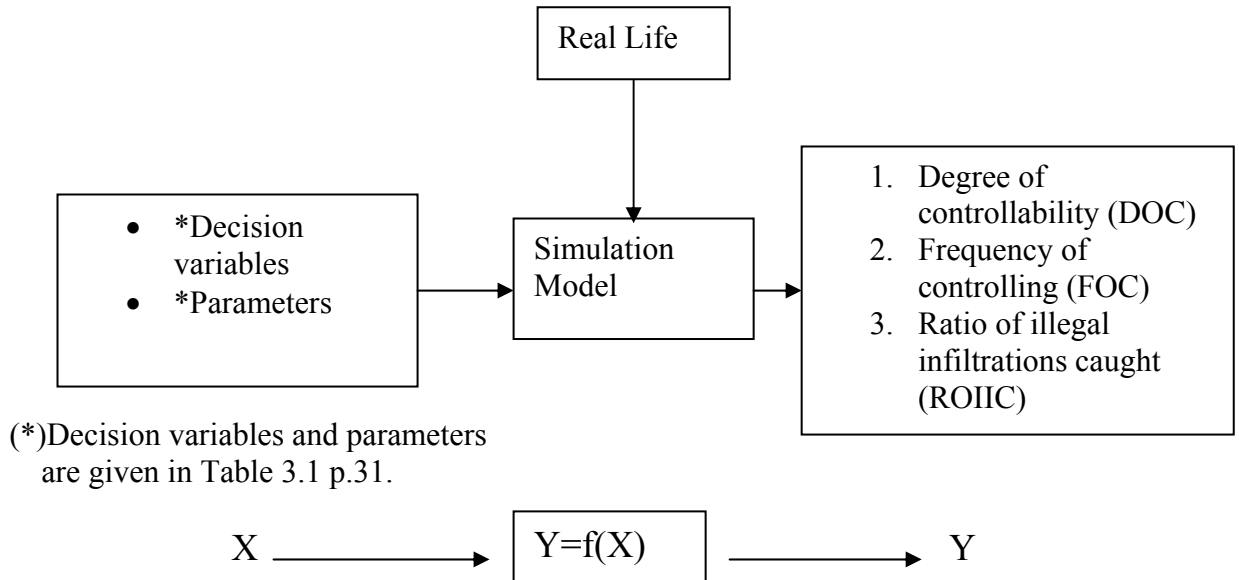 Real Life
• *Decision
variables
• *Parameters
Simulation
Model
1. Degree of
controllability (DOC)
2. Frequency of
controlling (FOC)
3. Ratio of illegal
infiltrations caught
(ROIIC)
(*)Decision variables and parameters
are given in Table 3.1 p.31.
X
Y=f(X)
Y